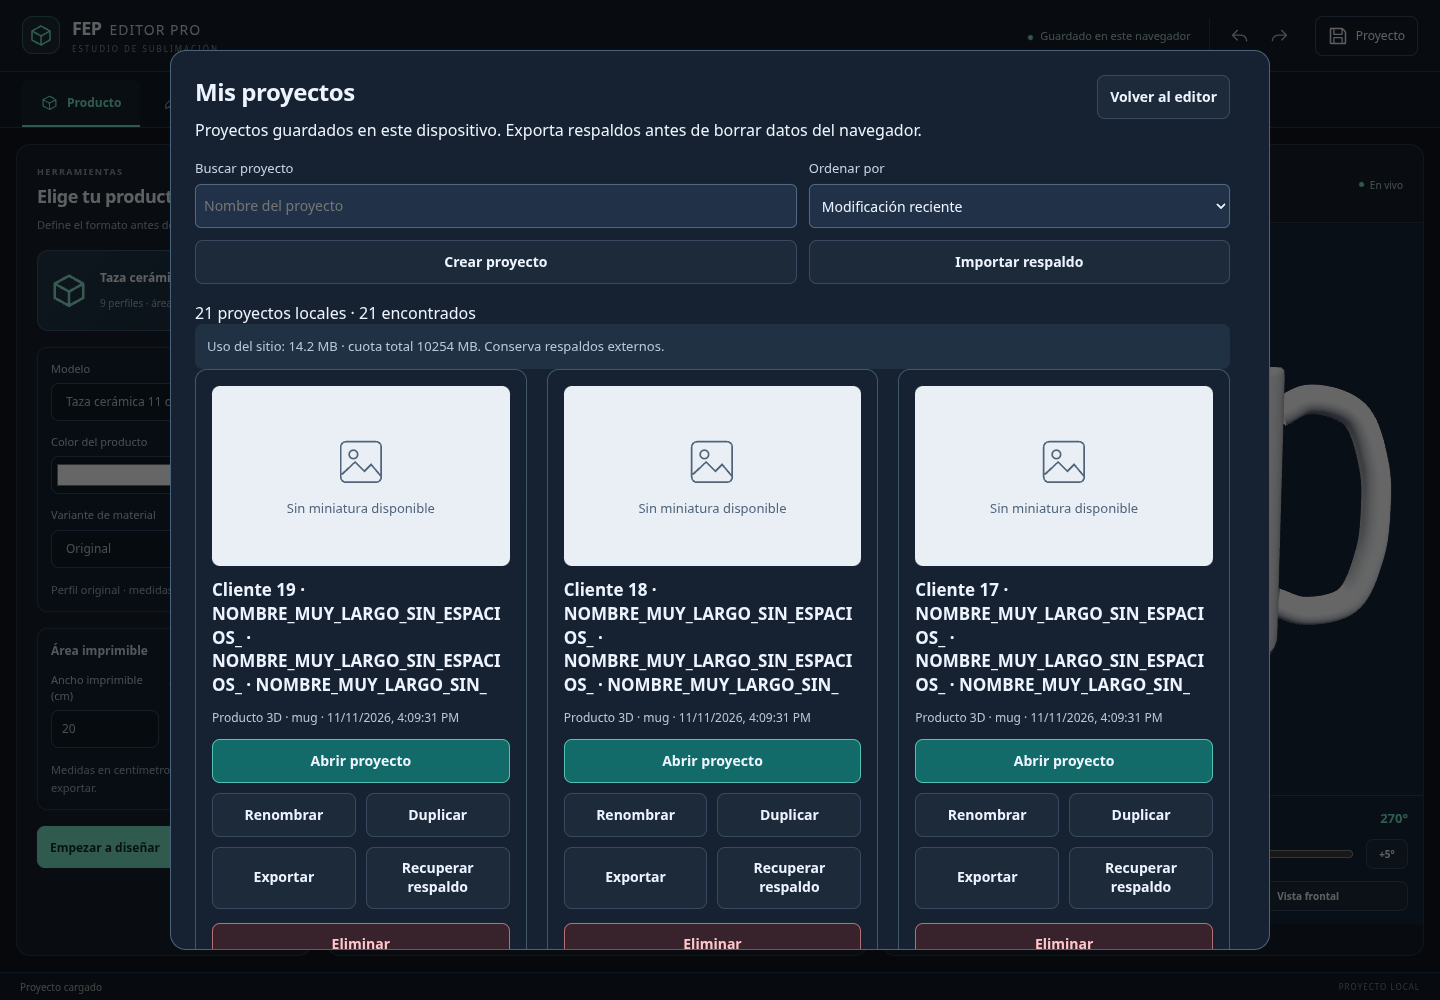 FEP EDITOR PRO
ESTUDIO DE SUBLIMACIÓN
Guardado en este navegador
Proyecto
Producto
Mis proyectos
Volver al editor
Proyectos guardados en este dispositivo. Exporta respaldos antes de borrar datos del navegador.
Buscar proyecto
Ordenar por
Nombre del proyecto
Modificación reciente
Crear proyecto
Importar respaldo
21 proyectos locales · 21 encontrados
Uso del sitio: 14.2 MB · cuota total 10254 MB. Conserva respaldos externos.
Sin miniatura disponible
Cliente 19 ·
NOMBRE_MUY_LARGO_SIN_ESPACI
OS_ ·
NOMBRE_MUY_LARGO_SIN_ESPACI
OS_ · NOMBRE_MUY_LARGO_SIN_
Producto 3D · mug · 11/11/2026, 4:09:31 PM
Abrir proyecto
Renombrar
Duplicar
Exportar
Recuperar
respaldo
Eliminar
Sin miniatura disponible
Cliente 18 ·
NOMBRE_MUY_LARGO_SIN_ESPACI
OS_ ·
NOMBRE_MUY_LARGO_SIN_ESPACI
OS_ · NOMBRE_MUY_LARGO_SIN_
Producto 3D · mug · 11/11/2026, 4:09:31 PM
Abrir proyecto
Renombrar
Duplicar
Exportar
Recuperar
respaldo
Eliminar
Sin miniatura disponible
Cliente 17 ·
NOMBRE_MUY_LARGO_SIN_ESPACI
OS_ ·
NOMBRE_MUY_LARGO_SIN_ESPACI
OS_ · NOMBRE_MUY_LARGO_SIN_
Producto 3D · mug · 11/11/2026, 4:09:31 PM
Abrir proyecto
Renombrar
Duplicar
Exportar
Recuperar
respaldo
Eliminar
HERRAMIENTAS
Elige tu product
Define el formato antes d
Taza cerámi
9 perfiles · área
Modelo
Taza cerámica 11 o
Color del producto
Variante de material
Original
Perfil original · medidas
Área imprimible
Ancho imprimible
(cm)
20
Medidas en centímetro
exportar.
Empezar a diseñar
En vivo
270°
+5°
Vista frontal
Proyecto cargado
PROYECTO LOCAL